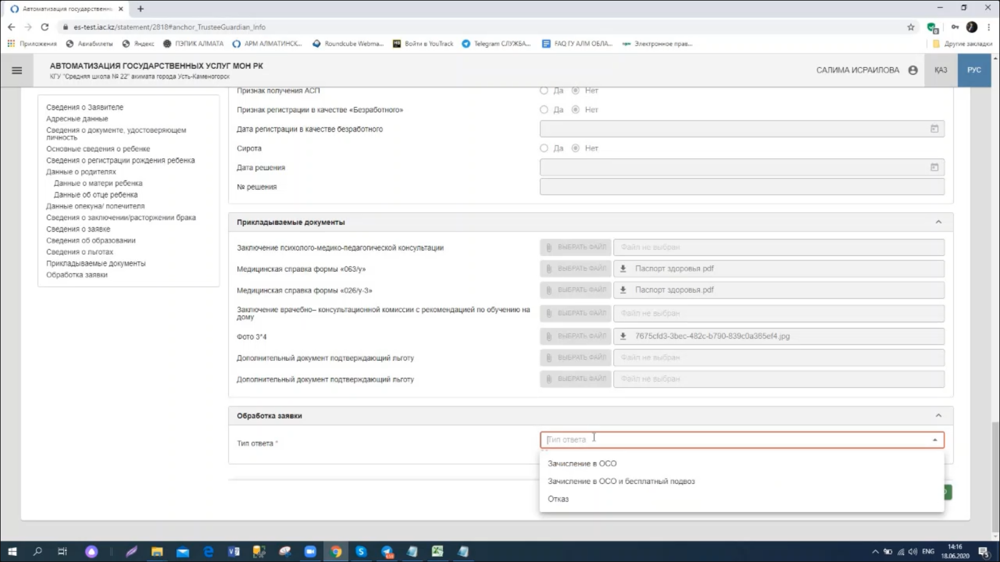 Автоматизация государственн
es-test.iac.kz/statement/2818#anchor_TrusteeGuardian_Info
Приложения
Авиабилеты
Яндекс
ПЭПИК АЛМАТА
АРМ АЛМАТИНСК...
Roundcube Webma...
Войти в YouTrack
Telegram СЛУЖБА...
FAQ ГУ АЛМ ОБЛА...
Электронное прав...
Другие закладки
АВТОМАТИЗАЦИЯ ГОСУДАРСТВЕННЫХ УСЛУГ МОН РК
КГУ "Средняя школа № 22" акимата города Усть-Каменогорск
САЛИМА ИСРАИЛОВА
ҚАЗ
РУС
Сведения о Заявителе
Адресные данные
Сведения о документе, удостоверяющем
личность
Основные сведения о ребенке
Сведения о регистрации рождения ребенка
Данные о родителях
Данные о матери ребенка
Данные об отце ребенка
Данные опекуна/ попечителя
Сведения о заключении/расторжении брака
Сведения о заявке
Сведения об образовании
Сведения о льготах
Прикладываемые документы
Обработка заявки
Признак получения АСП
Да Нет
Признак регистрации в качестве «Безработного»
Да Нет
Дата регистрации в качестве безработного
Сирота
Да Нет
Дата решения
№ решения
Прикладываемые документы
Заключение психолого-медико-педагогической консультации
ВЫБРАТЬ ФАЙЛ
Файл не выбран
Медицинская справка формы «063/у»
ВЫБРАТЬ ФАЙЛ
Паспорт здоровья.pdf
Медицинская справка формы «026/у-3»
ВЫБРАТЬ ФАЙЛ
Паспорт здоровья.pdf
Заключение врачебно– консультационной комиссии с рекомендацией по обучению на
дому
ВЫБРАТЬ ФАЙЛ
Файл не выбран
Фото 3*4
ВЫБРАТЬ ФАЙЛ
7675cfd3-3bec-482c-b790-839c0a365ef4.jpg
Дополнительный документ подтверждающий льготу
ВЫБРАТЬ ФАЙЛ
Файл не выбран
Дополнительный документ подтверждающий льготу
ВЫБРАТЬ ФАЙЛ
Файл не выбран
Обработка заявки
Тип ответа *
Тип ответа
Зачисление в ОСО
Зачисление в ОСО и бесплатный подвоз
Отказ
ENG
14:16
18.06.2020